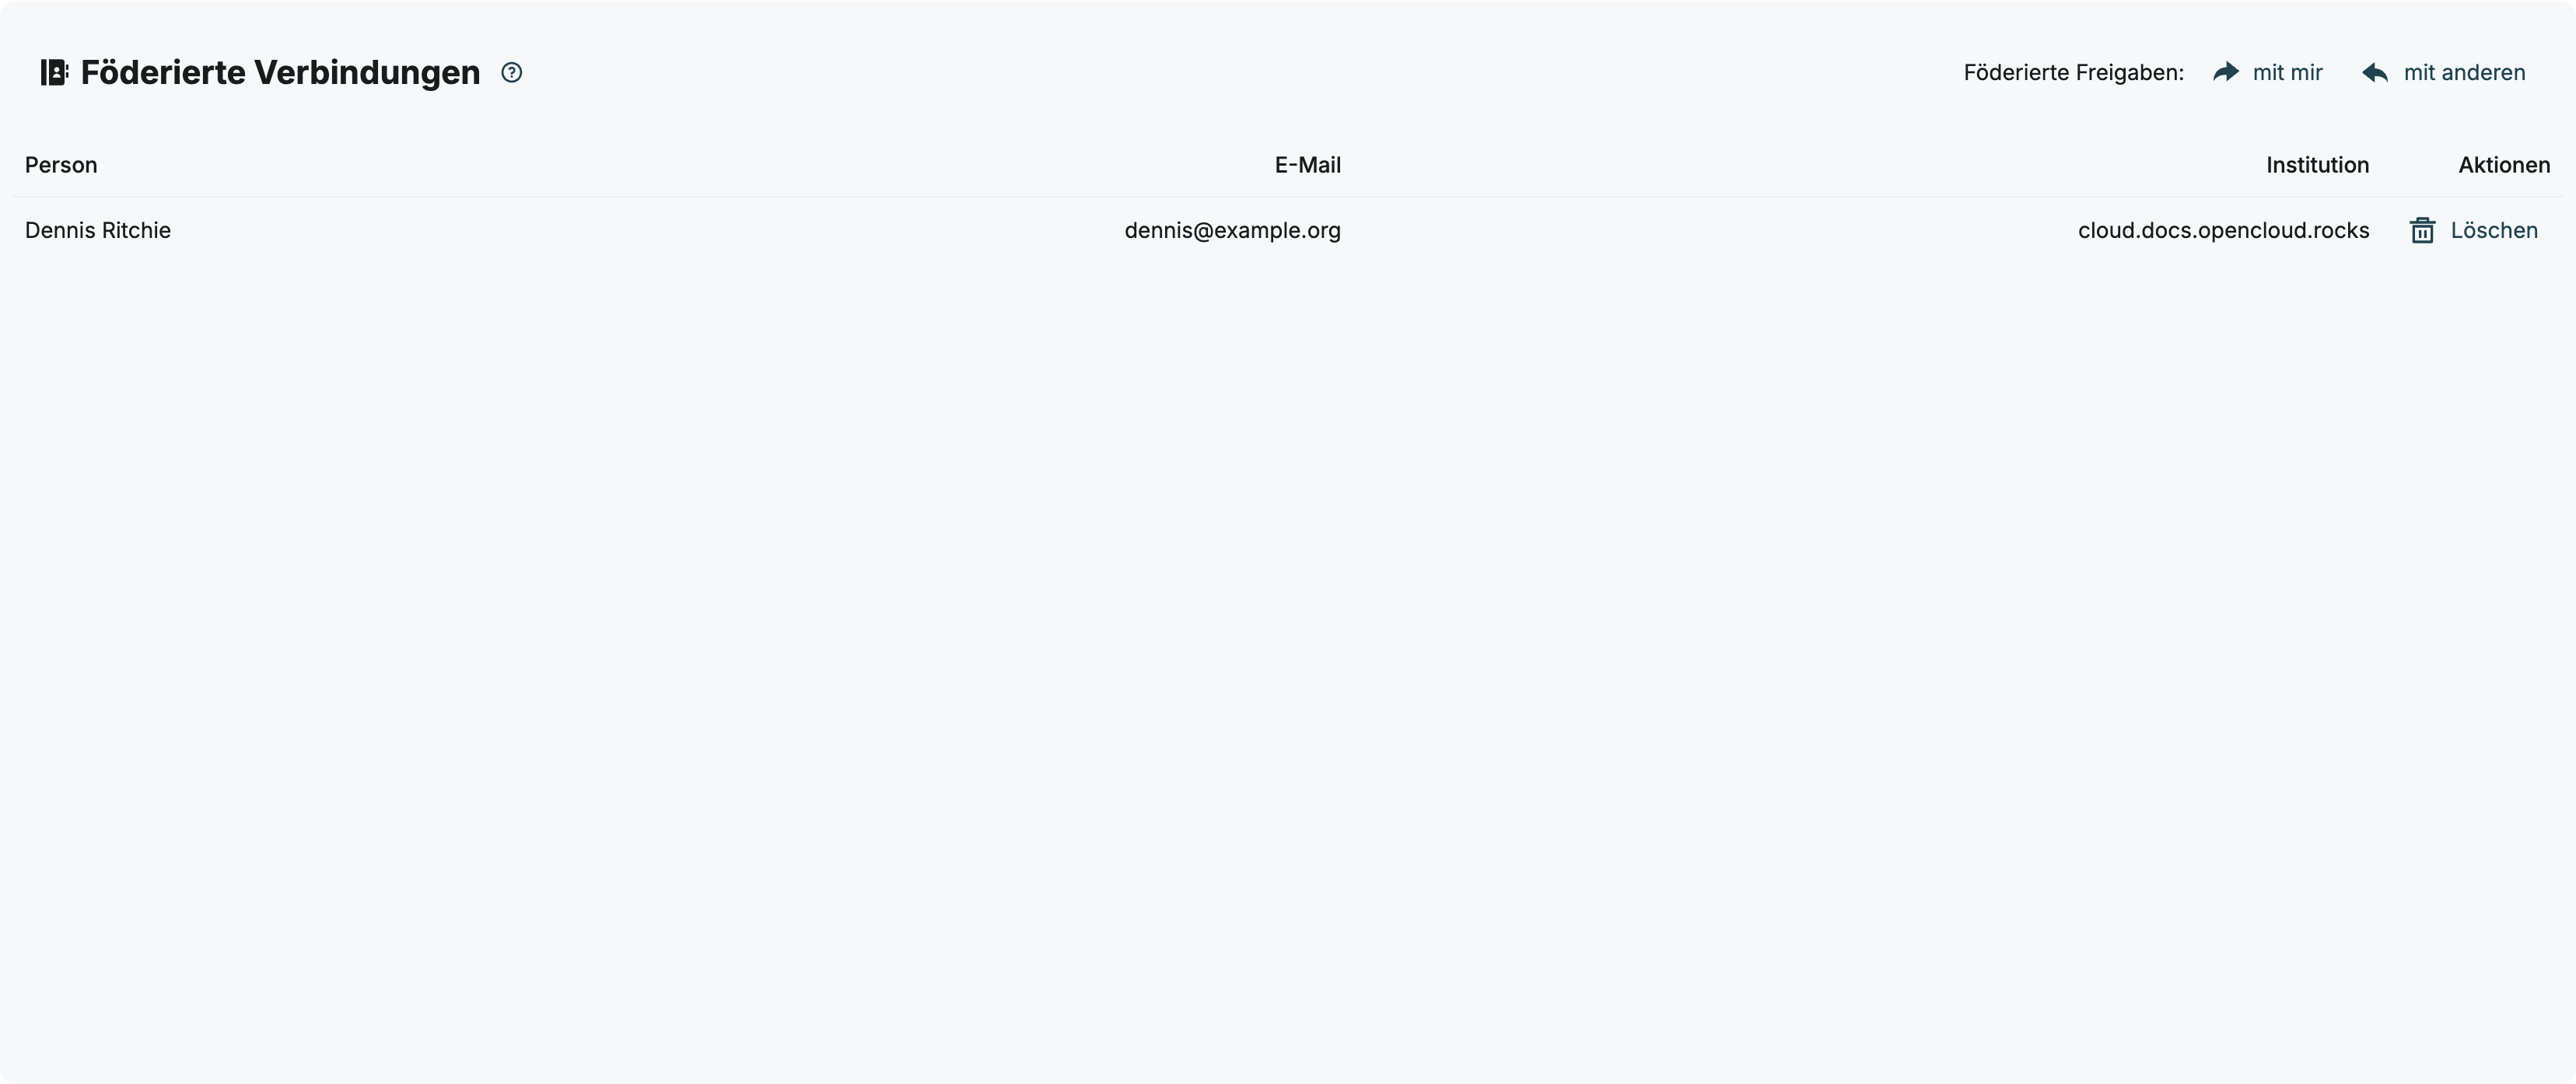 Föderierte Verbindungen
Föderierte Freigaben: mit mir mit anderen
Person E-Mail Institution Aktionen
Dennis Ritchie dennis@example.org cloud.docs.opencloud.rocks Löschen